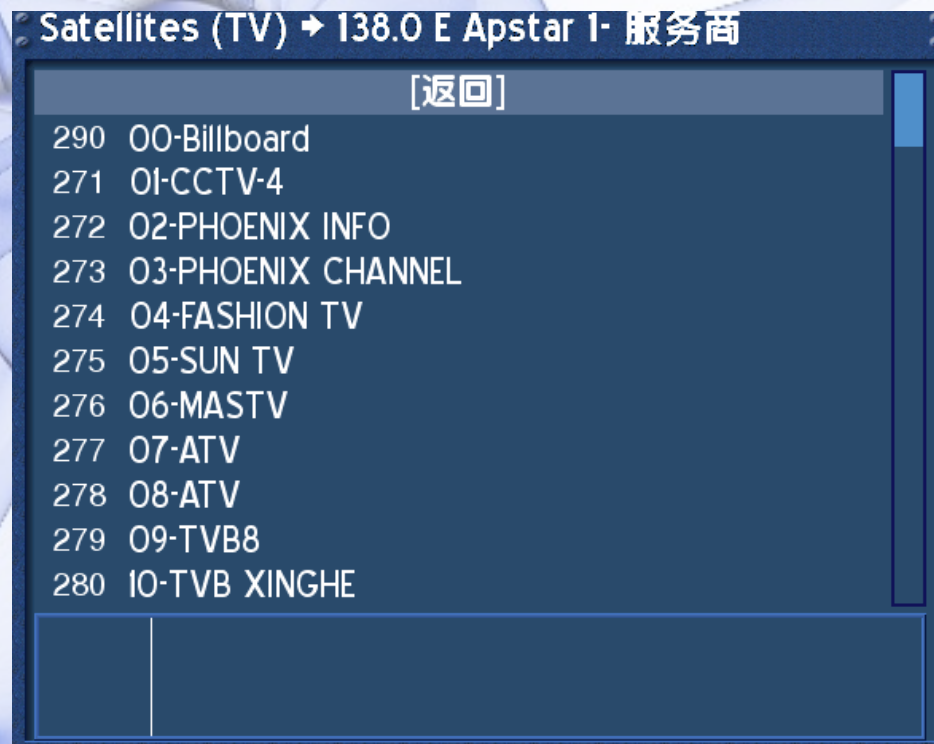 Satellites (TV) → 138.0 E Apstar 1- 服务商
[返回]
290 00-Billboard
271 01-CCTV-4
272 02-PHOENIX INFO
273 03-PHOENIX CHANNEL
274 04-FASHION TV
275 05-SUN TV
276 06-MASTV
277 07-ATV
278 08-ATV
279 09-TVB8
280 10-TVB XINGHE